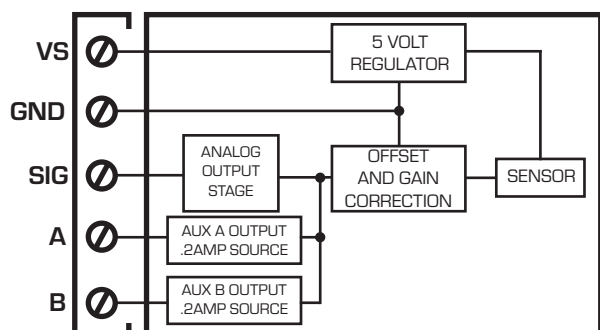 VS
5 VOLT
REGULATOR
GND
SIG
ANALOG
OUTPUT
STAGE
OFFSET
AND GAIN
CORRECTION
SENSOR
A
AUX A OUTPUT
.2AMP SOURCE
B
AUX B OUTPUT
.2AMP SOURCE